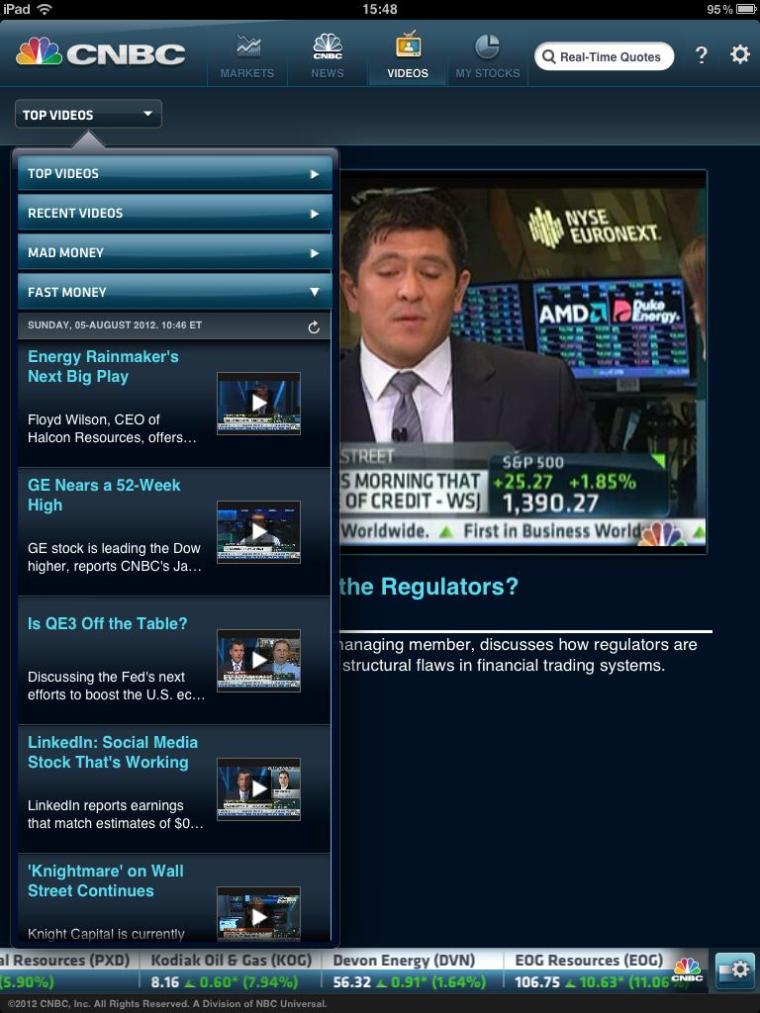 iPad 15:48 95%
CNBC
MARKETS
CNBC
NEWS
VIDEOS
MY STOCKS
Real-Time Quotes
?
TOP VIDEOS
TOP VIDEOS
RECENT VIDEOS
MAD MONEY
FAST MONEY
SUNDAY, 05-AUGUST 2012. 10:46 ET
Energy Rainmaker's
Next Big Play
Floyd Wilson, CEO of
Halcon Resources, offers...
GE Nears a 52-Week
High
GE stock is leading the Dow
higher, reports CNBC's Ja...
Is QE3 Off the Table?
Discussing the Fed's next
efforts to boost the U.S. ec...
LinkedIn: Social Media
Stock That's Working
LinkedIn reports earnings
that match estimates of $0...
'Knightmare' on Wall
Street Continues
Knight Capital is currently
NYSE
EURONEXT.
AMD
Duke
Energy.
STREET
S MORNING THAT
OF CREDIT - WSJ
S&P 500
+25.27 +1.85%
1,390.27
Worldwide. ▲ First in Business World
the Regulators?
managing member, discusses how regulators are
structural flaws in financial trading systems.
al Resources (PXD) Kodiak Oil & Gas (KOG) Devon Energy (DVN) EOG Resources (EOG)
(5.90%) 8.16 ▲ 0.60* (7.94%) 56.32 ▲ 0.91* (1.64%) 106.75 ▲ 10.63* (11.06%
CNBC
©2012 CNBC, Inc. All Rights Reserved. A Division of NBC Universal.